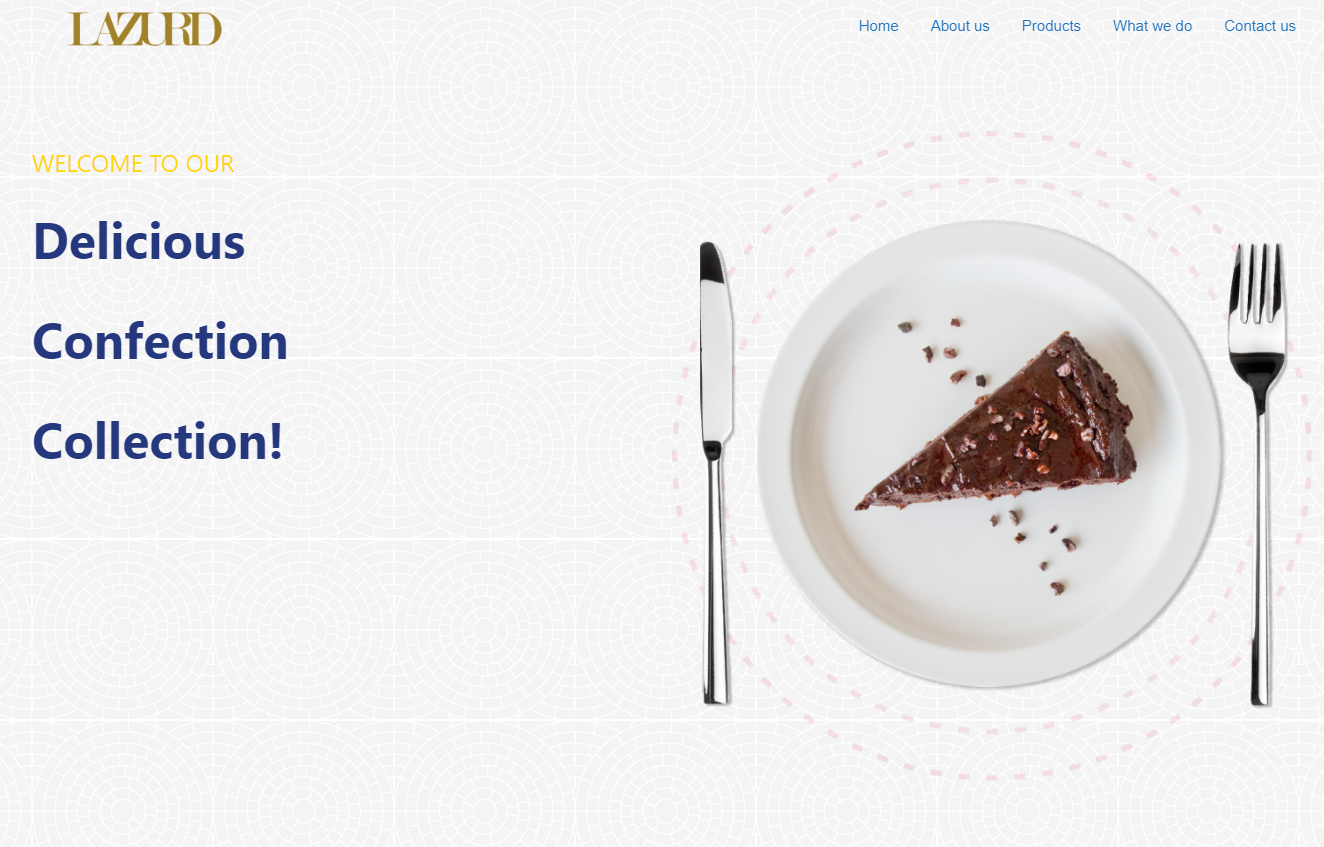 LAZURD
Home About us Products What we do Contact us
WELCOME TO OUR
Delicious
Confection
Collection!